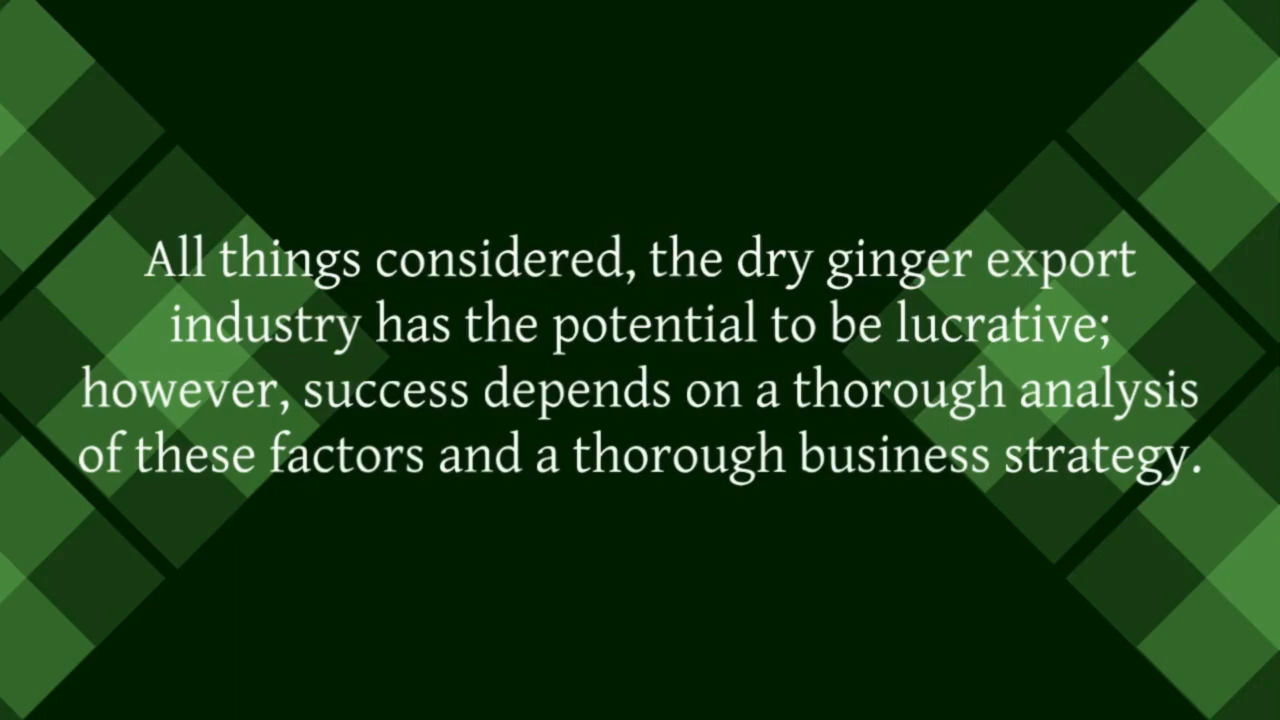 All things considered, the dry ginger export
industry has the potential to be lucrative;
however, success depends on a thorough analysis
of these factors and a thorough business strategy.